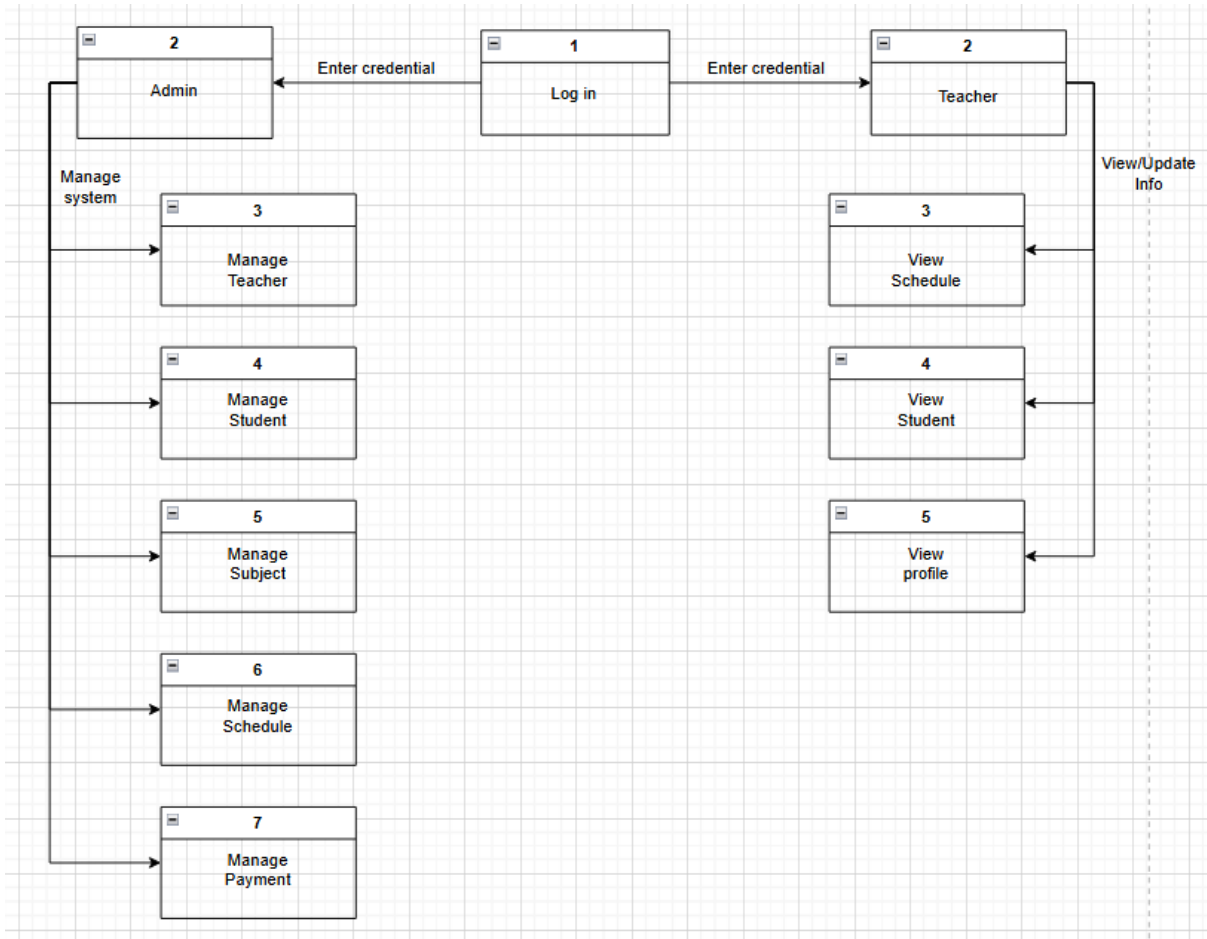 2
Admin
Enter credential
1
Log in
Enter credential
2
Teacher
Manage
system
View/Update
Info
3
Manage
Teacher
3
View
Schedule
4
Manage
Student
4
View
Student
5
Manage
Subject
5
View
profile
6
Manage
Schedule
7
Manage
Payment